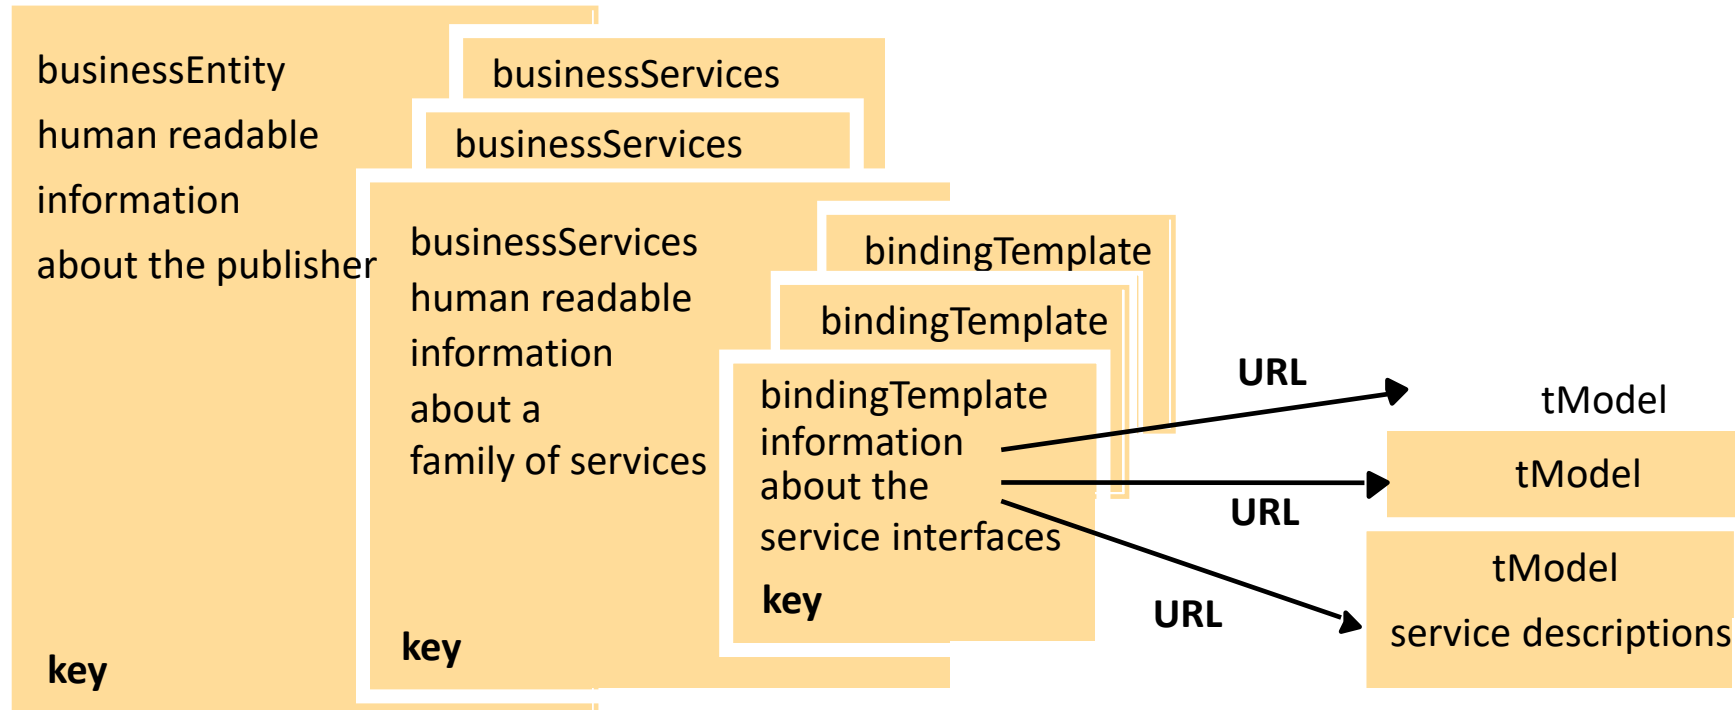 businessEntity
human readable
information
about the publisher
key
businessServices
businessServices
businessServices
human readable
information
about a
family of services
key
bindingTemplate
bindingTemplate
bindingTemplate
information
about the
service interfaces
key
URL
URL
URL
tModel
tModel
tModel
service descriptions